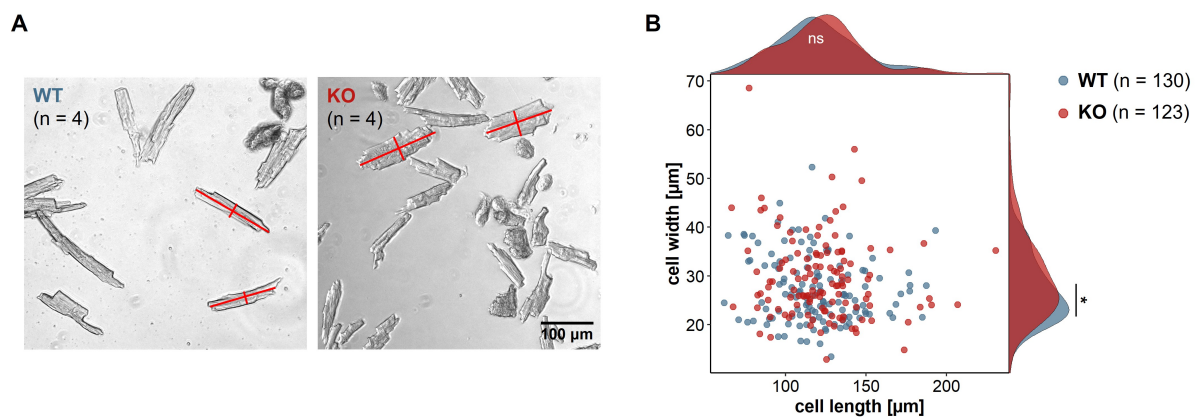 A
WT
(n = 4)
KO
(n = 4)
100 µm
B
ns
WT (n = 130)
KO (n = 123)
70
60
50
40
30
20
cell width [µm]
*
100
150
200
cell length [µm]